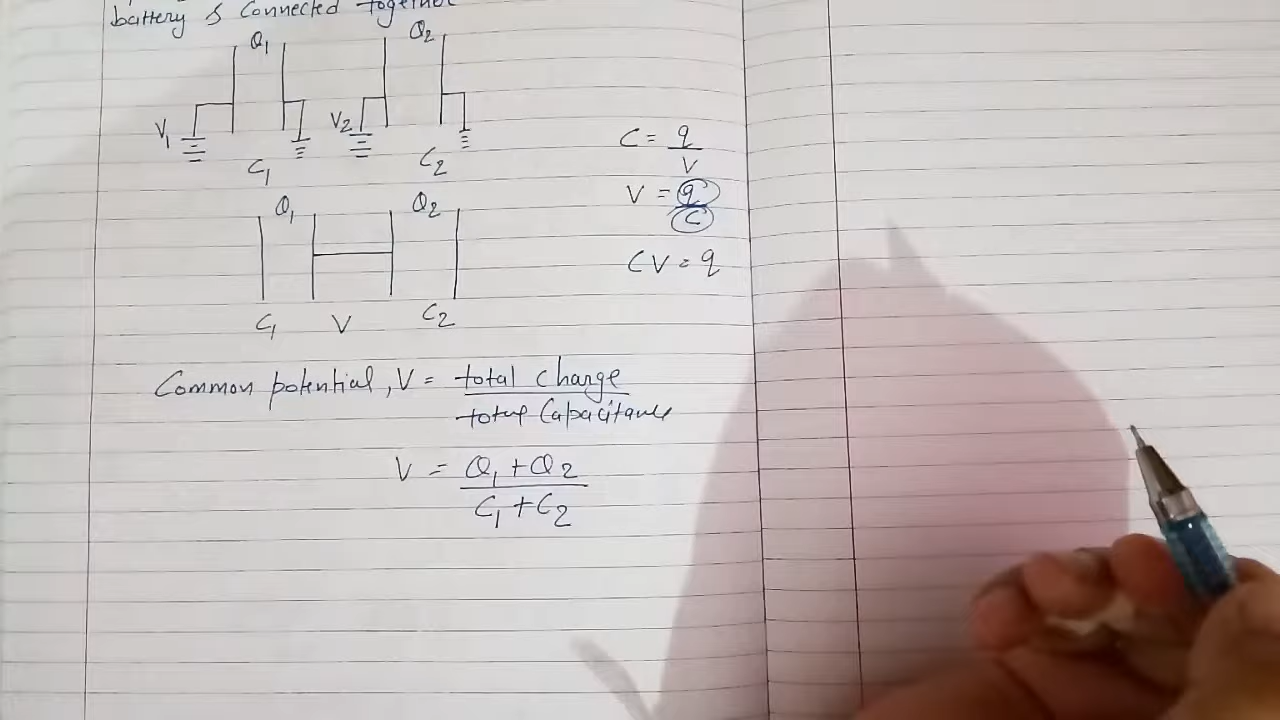 battery & Connected together
Q1 Q2
V1 V2
C1 C2
C = q/V
Q1 Q2
V = q/C
CV = q
C1 V C2
Common potential, V = total charge / total Capacitance
V = Q1+Q2 / C1+C2